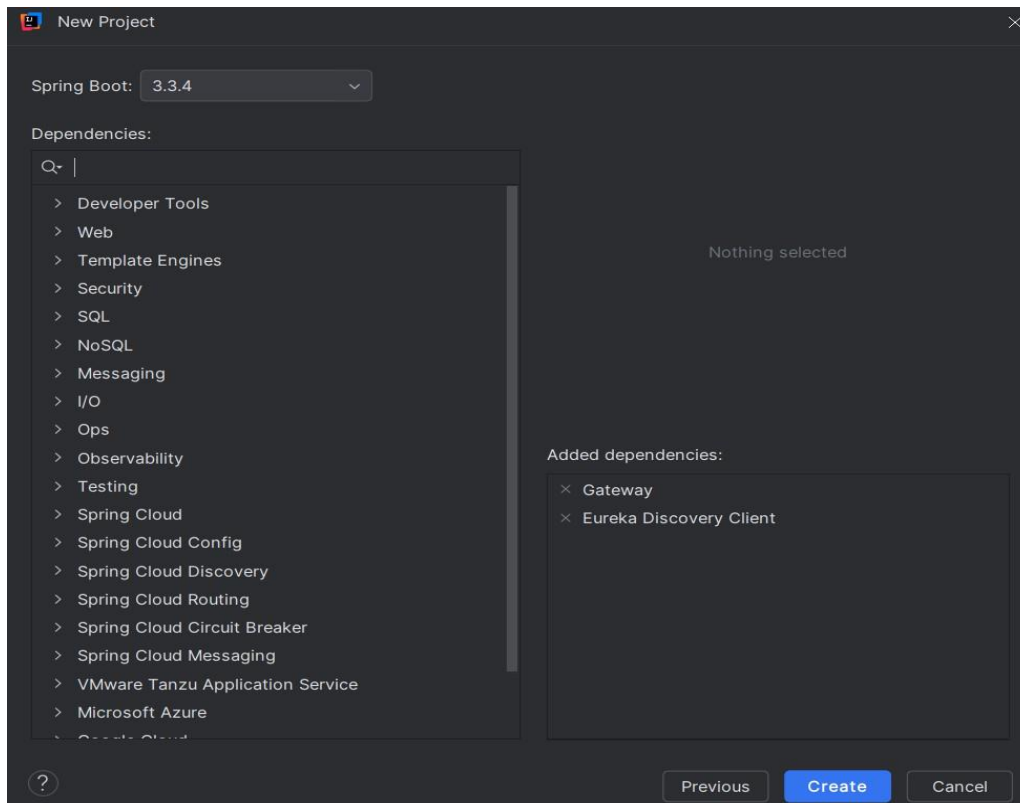 New Project
Spring Boot: 3.3.4
Dependencies:
Developer Tools
Web
Template Engines
Security
SQL
NoSQL
Messaging
I/O
Ops
Observability
Testing
Spring Cloud
Spring Cloud Config
Spring Cloud Discovery
Spring Cloud Routing
Spring Cloud Circuit Breaker
Spring Cloud Messaging
VMware Tanzu Application Service
Microsoft Azure
Google Cloud
Nothing selected
Added dependencies:
Gateway
Eureka Discovery Client
?
Previous
Create
Cancel